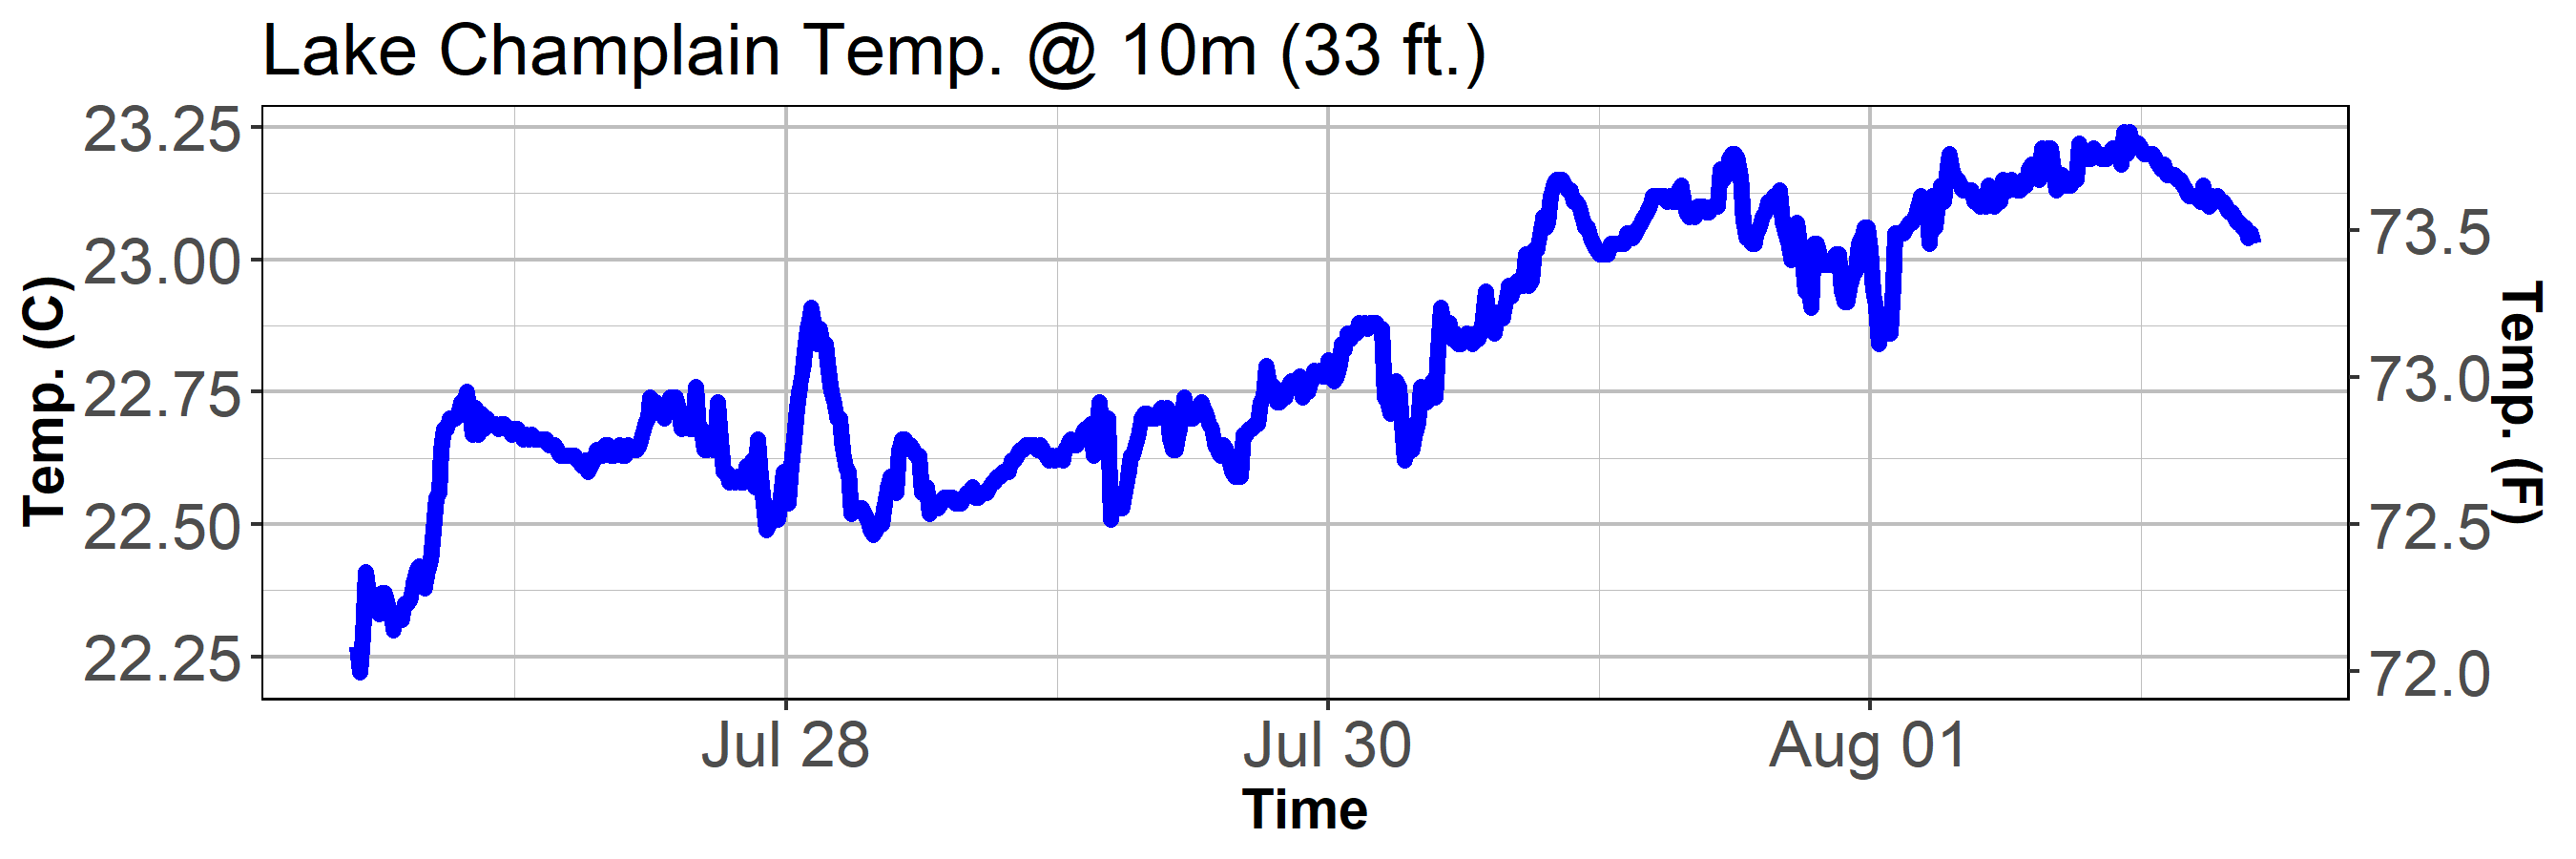 Lake Champlain Temp. @ 10m (33 ft.)
Temp. (C)
23.25
23.00
22.75
22.50
22.25
73.5
73.0
72.5
72.0
Temp. (F)
Jul 28
Jul 30
Aug 01
Time